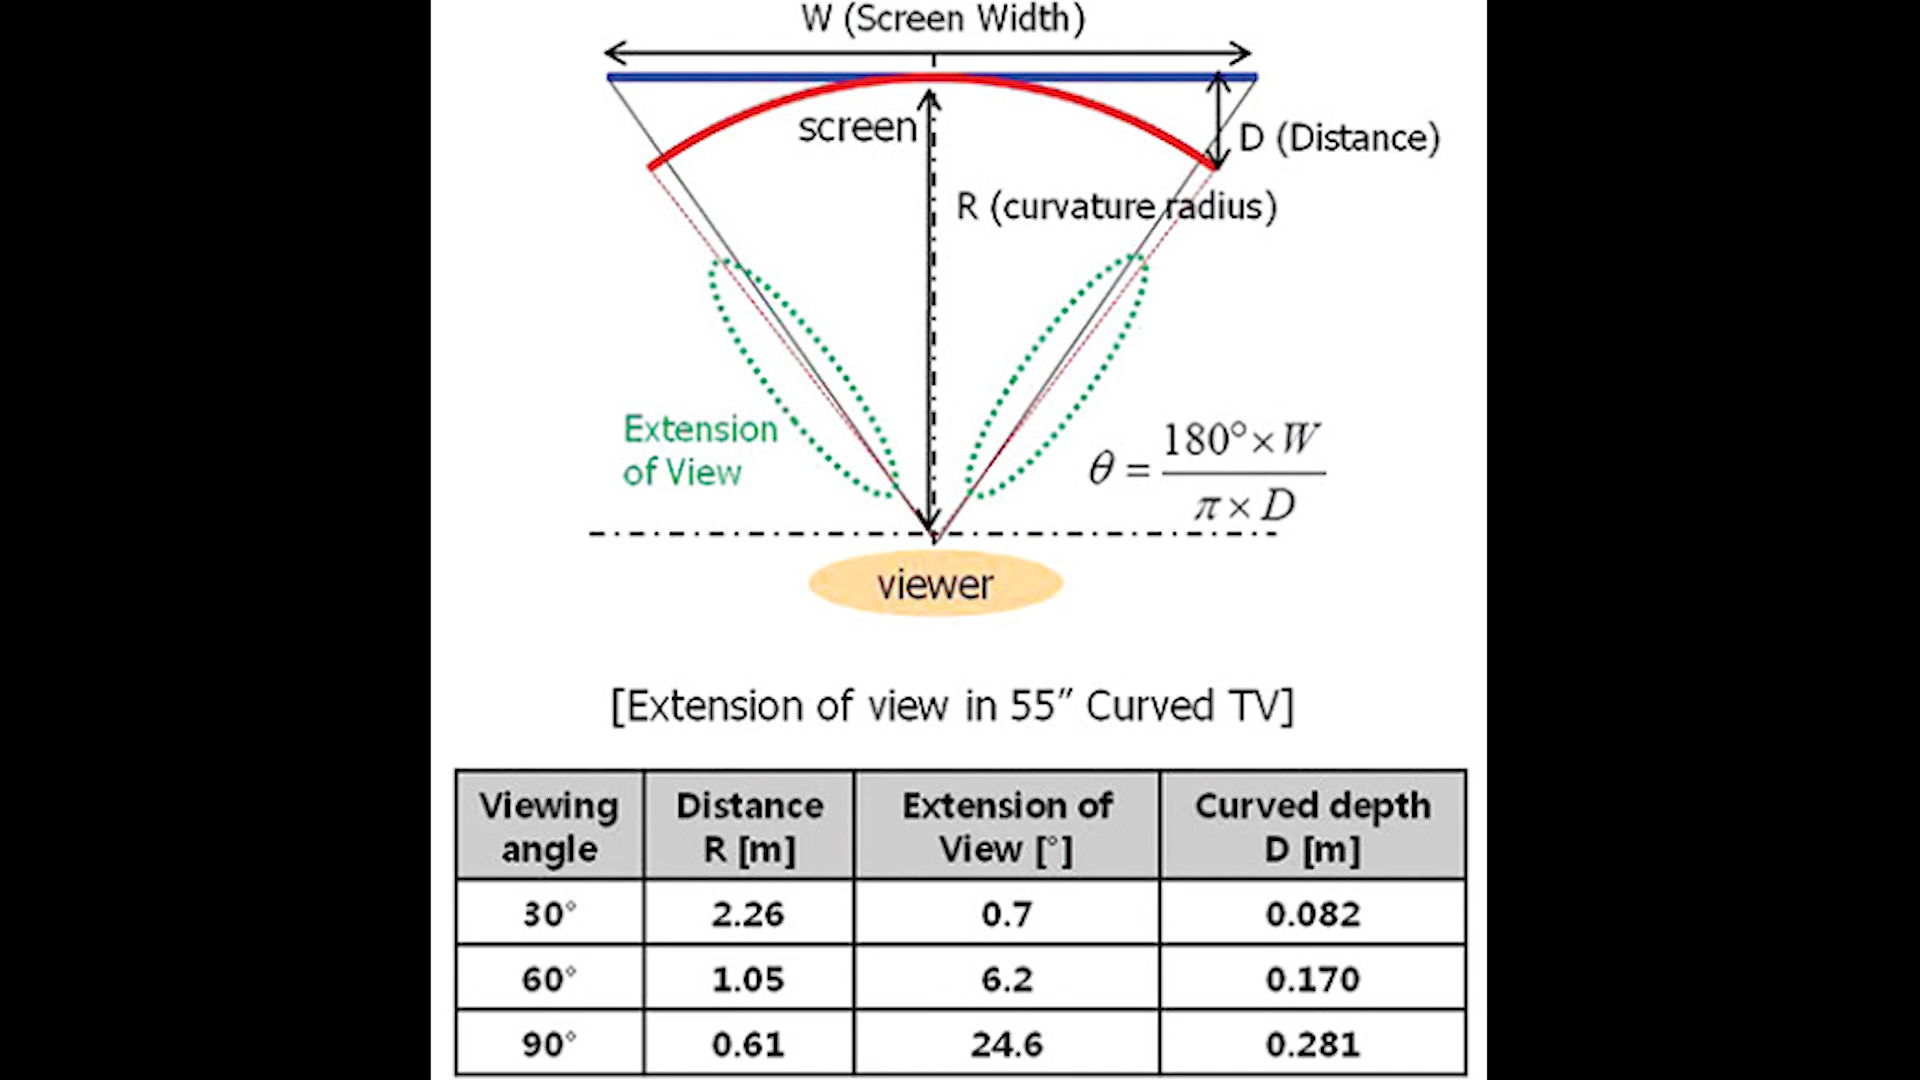 W (Screen Width)
screen
D (Distance)
R (curvature radius)
Extension
of View
θ = 180°×W / π×D
viewer
[Extension of view in 55″ Curved TV]
Viewing angle | Distance R [m] | Extension of View [°] | Curved depth D [m]
30° | 2.26 | 0.7 | 0.082
60° | 1.05 | 6.2 | 0.170
90° | 0.61 | 24.6 | 0.281